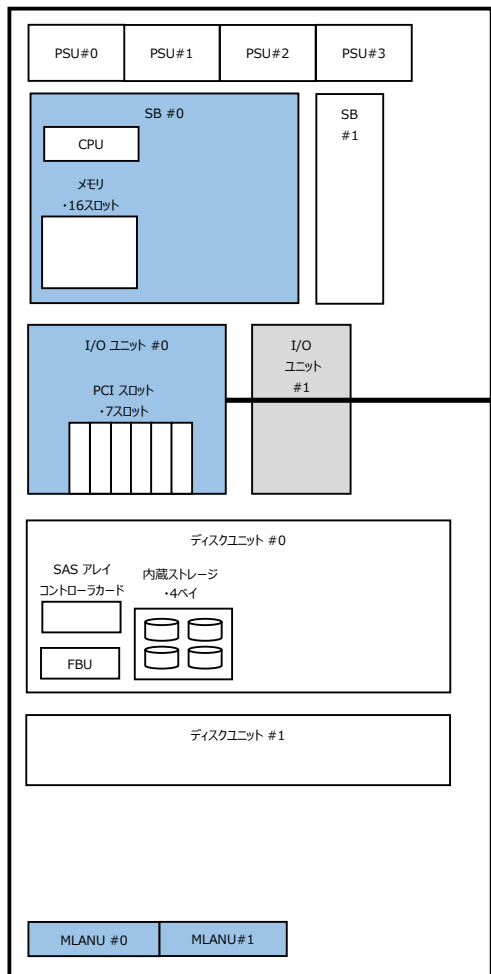 PSU#0
PSU#1
PSU#2
PSU#3
SB #0
CPU
メモリ
・16スロット
SB
#1
I/O ユニット #0
PCI スロット
・7スロット
I/O
ユニット
#1
ディスクユニット #0
SAS アレイ
コントローラカード
FBU
内蔵ストレージ
・4ベイ
ディスクユニット #1
MLANU #0
MLANU#1